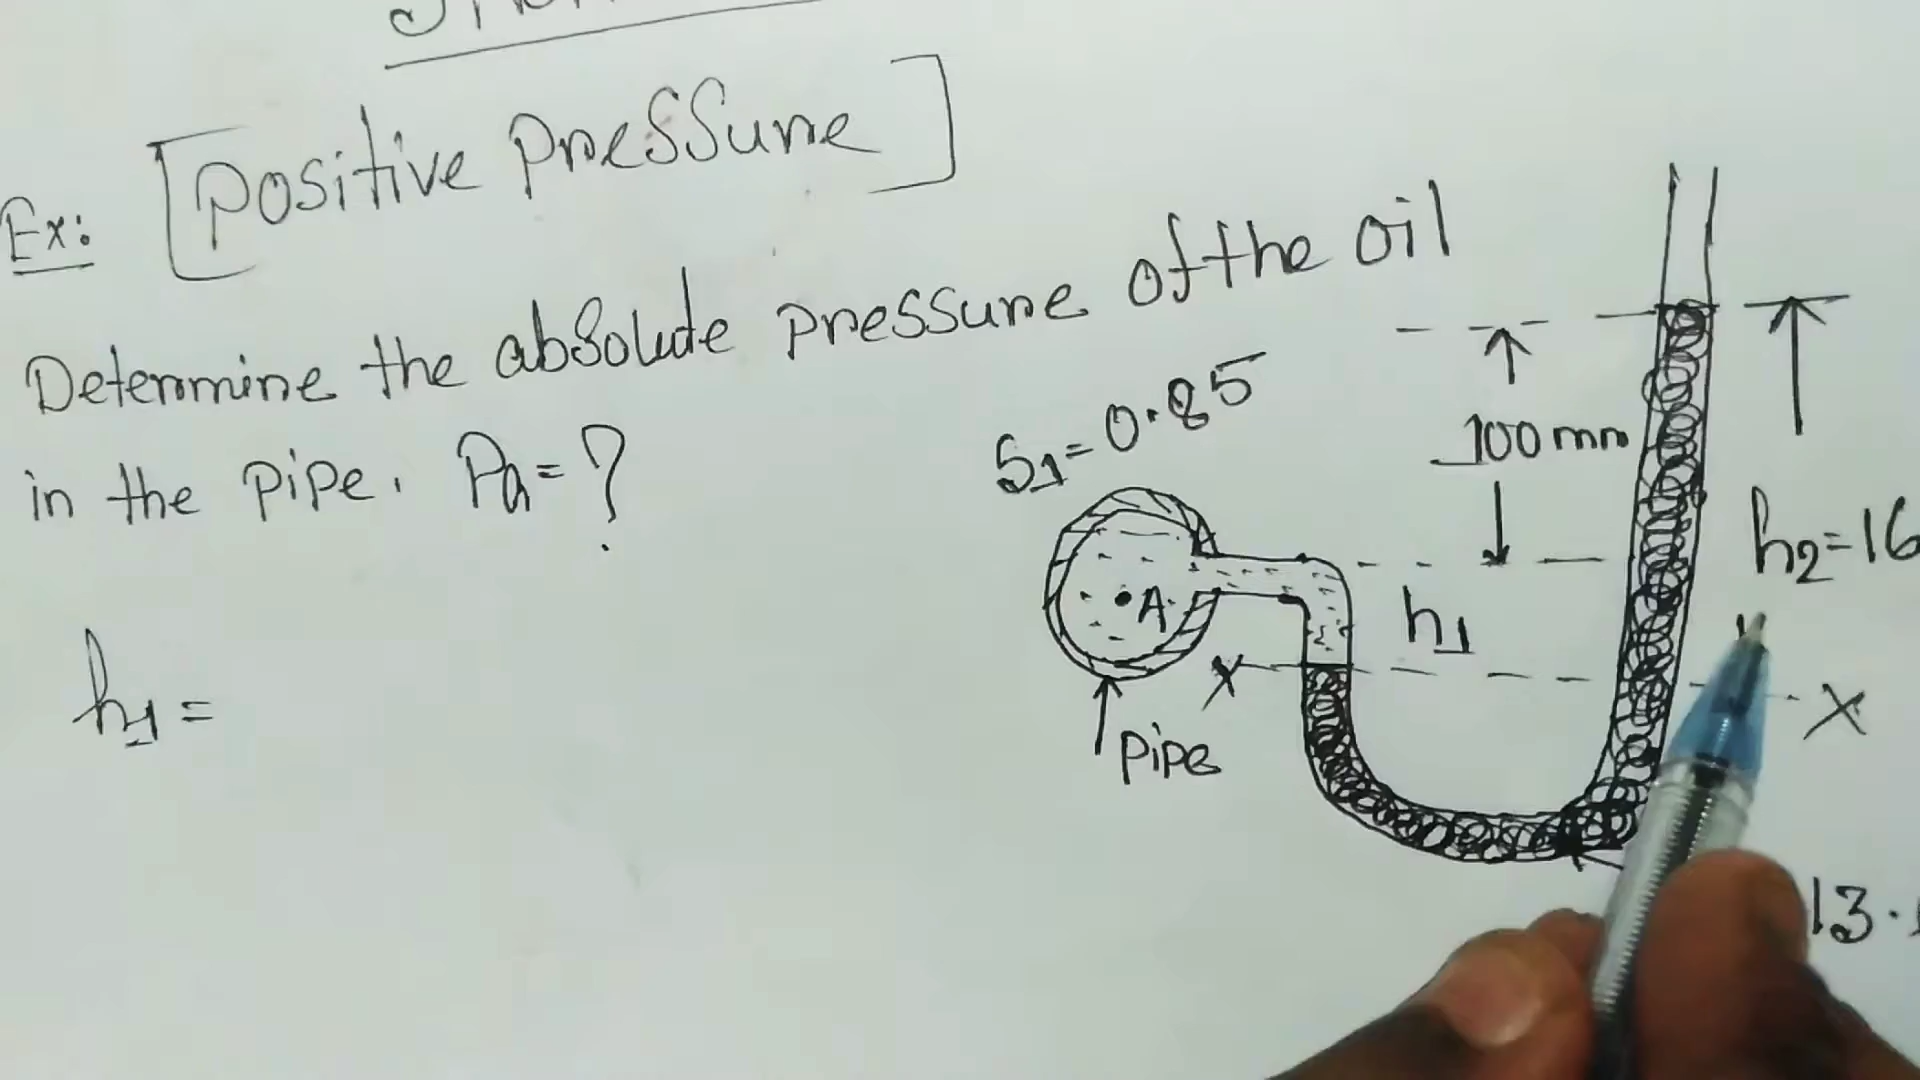 [Positive Pressure]
Ex:
Determine the absolute pressure of the oil
in the pipe. PA = ?
h1 =
S1 = 0.85
100 mm
h2 = 16
A
h1
X
X
pipe
13.